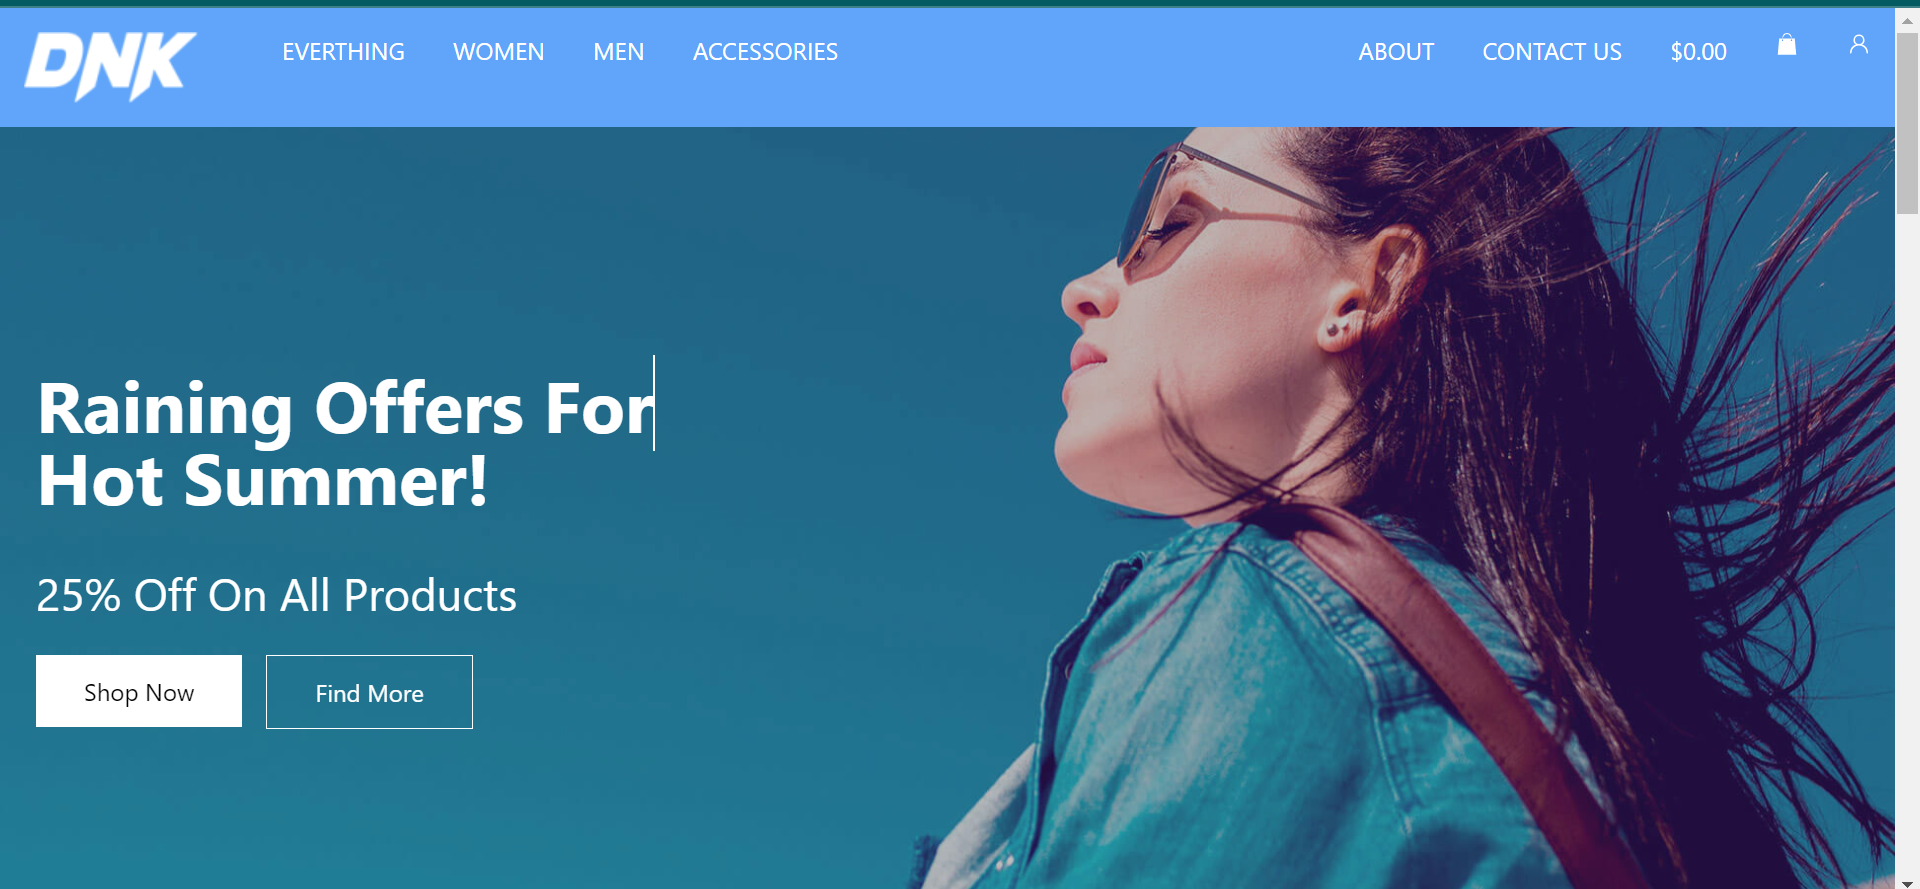 DNK
EVERTHING WOMEN MEN ACCESSORIES ABOUT CONTACT US $0.00
Raining Offers For
Hot Summer!
25% Off On All Products
Shop Now Find More